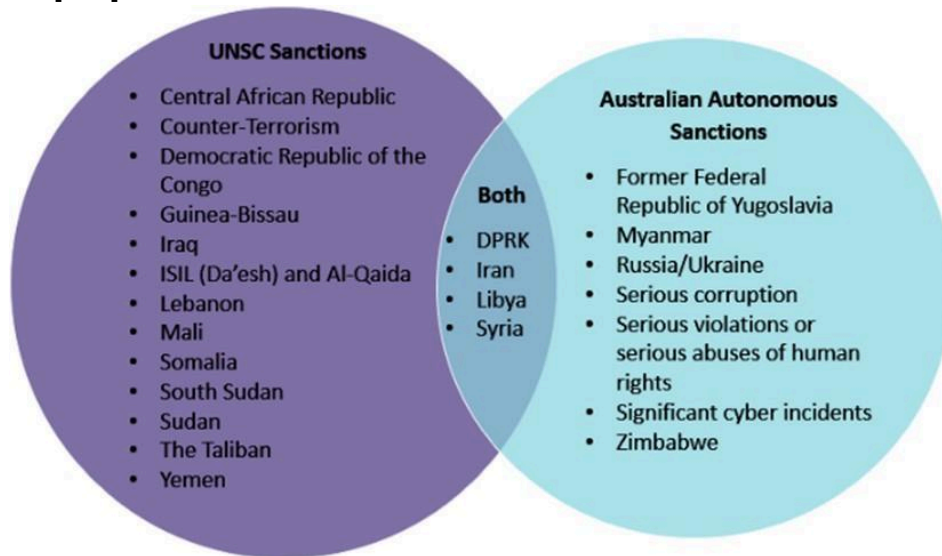 UNSC Sanctions
• Central African Republic
• Counter-Terrorism
• Democratic Republic of the
Congo
• Guinea-Bissau
• Iraq
• ISIL (Da'esh) and Al-Qaida
• Lebanon
• Mali
• Somalia
• South Sudan
• Sudan
• The Taliban
• Yemen
Both
• DPRK
• Iran
• Libya
• Syria
Australian Autonomous
Sanctions
• Former Federal
Republic of Yugoslavia
• Myanmar
• Russia/Ukraine
• Serious corruption
• Serious violations or
serious abuses of human
rights
• Significant cyber incidents
• Zimbabwe